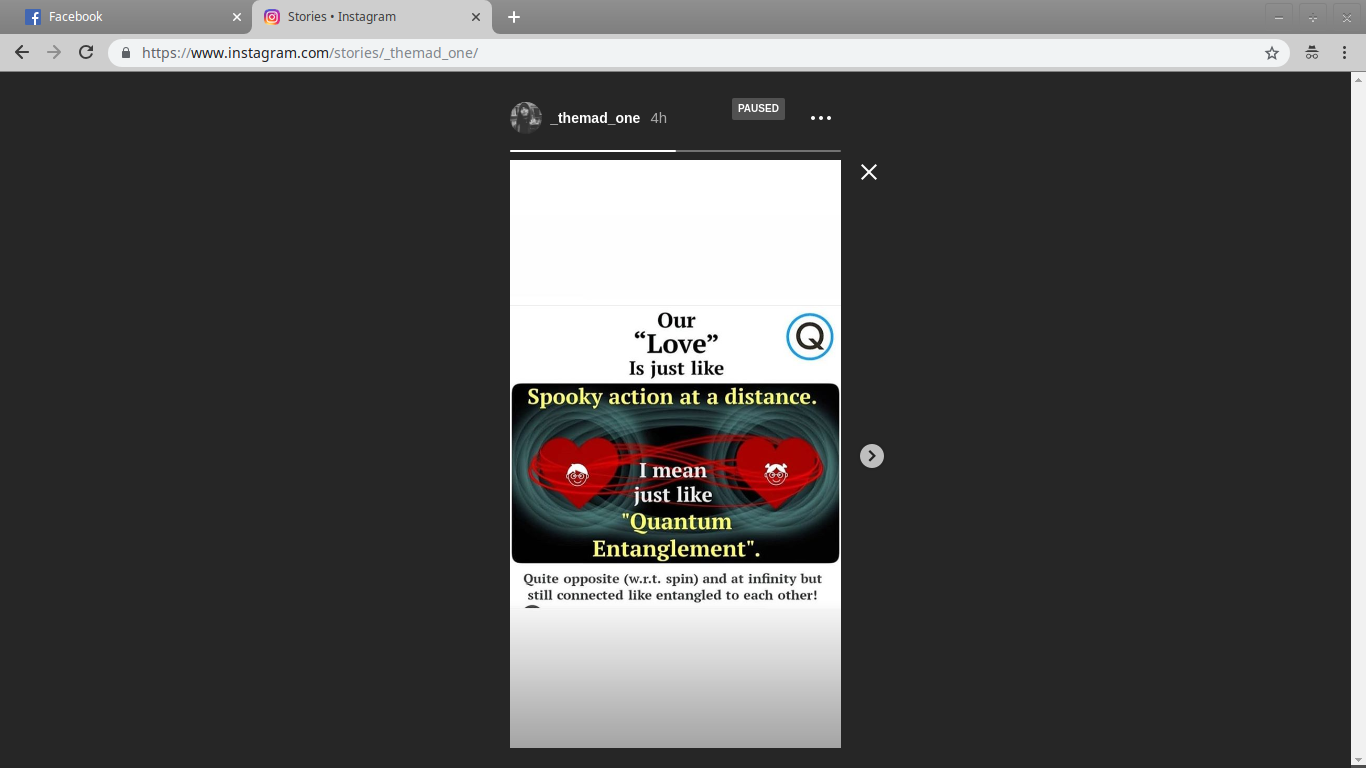 Facebook
Stories • Instagram
https://www.instagram.com/stories/_themad_one/
_themad_one 4h
PAUSED
Our
“Love”
Is just like
Q
Spooky action at a distance.
I mean
just like
"Quantum
Entanglement".
Quite opposite (w.r.t. spin) and at infinity but
still connected like entangled to each other!